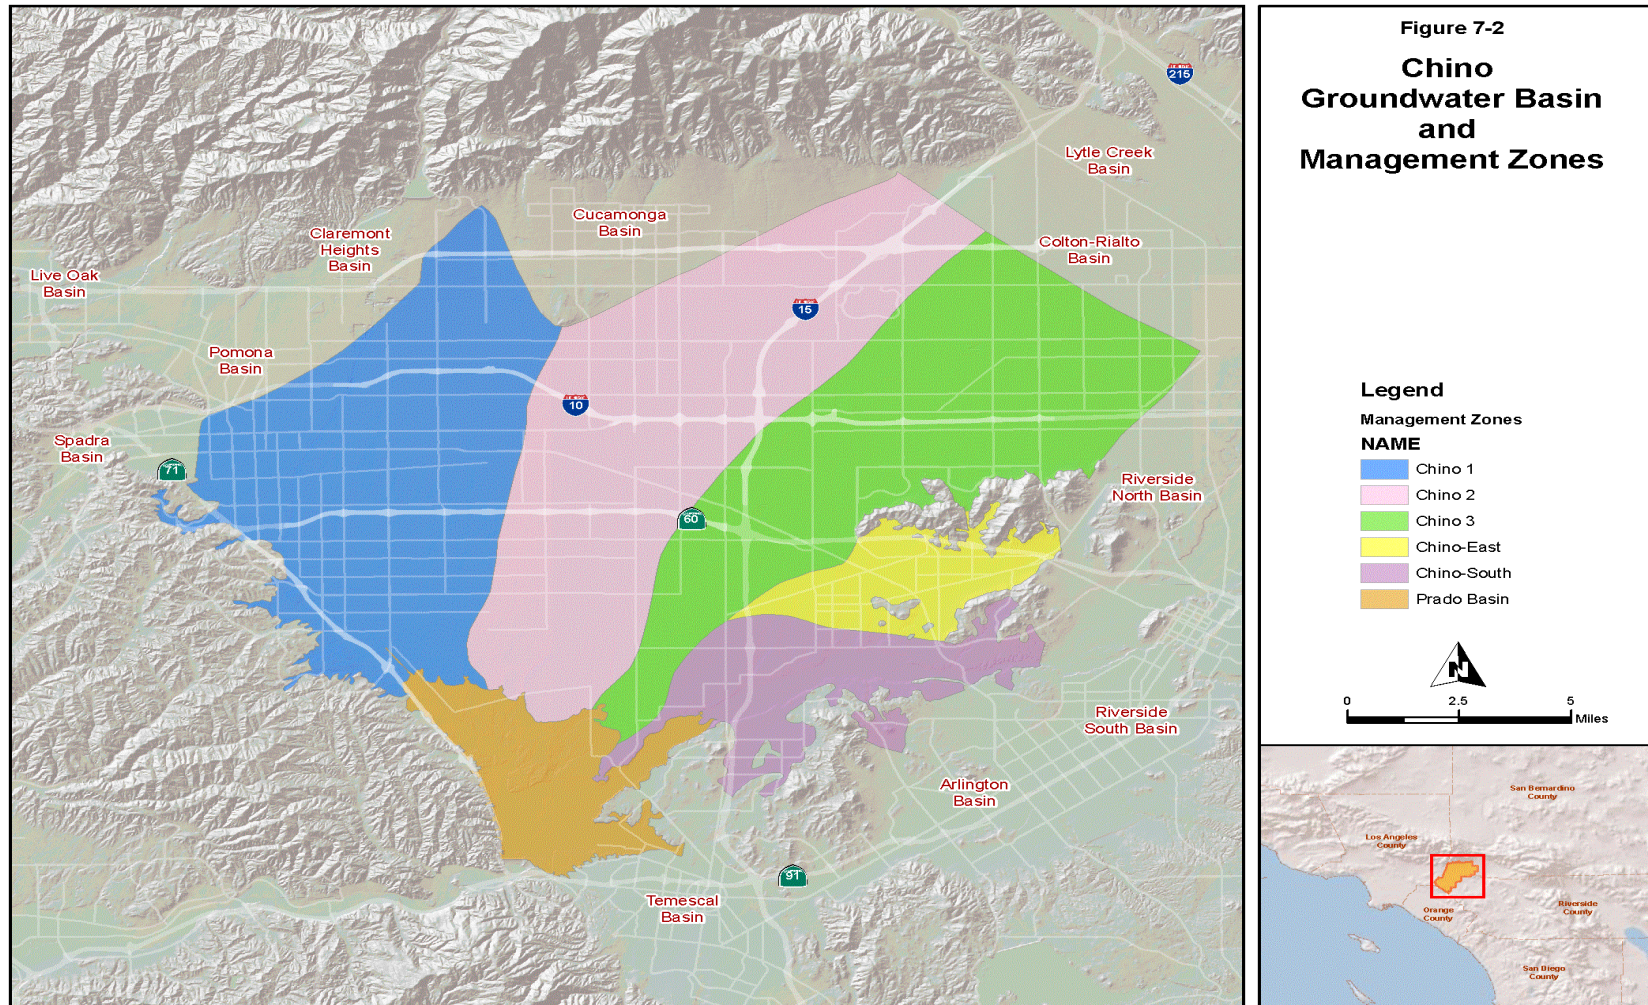 215
Lytle Creek
Basin
Cucamonga
Basin
Claremont
Heights
Basin
Colton-Rialto
Basin
Live Oak
Basin
15
Pomona
Basin
10
Spadra
Basin
71
Riverside
North Basin
60
Riverside
South Basin
Arlington
Basin
91
Temescal
Basin
Figure 7-2
Chino
Groundwater Basin
and
Management Zones
Legend
Management Zones
NAME
Chino 1
Chino 2
Chino 3
Chino-East
Chino-South
Prado Basin
N
0 2.5 5
Miles
San Bernardino
County
Los Angeles
County
Orange
County
Riverside
County
San Diego
County